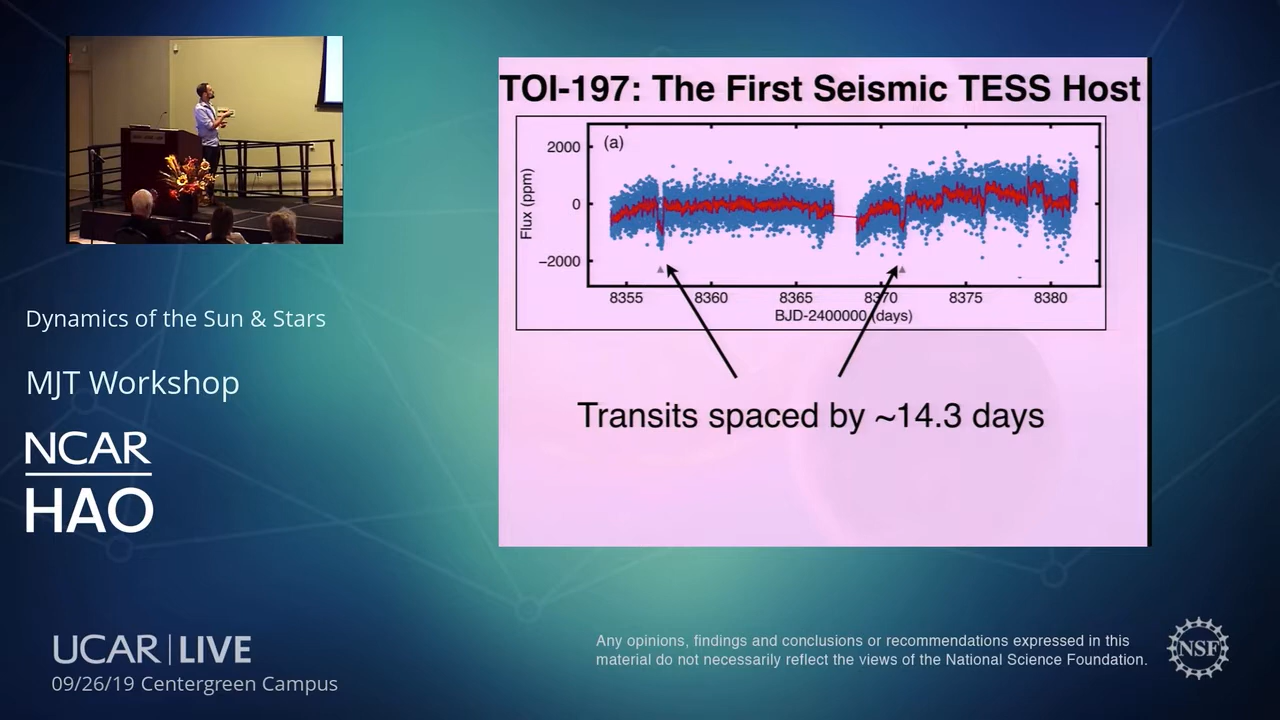 TOI-197: The First Seismic TESS Host
(a)
2000
0
−2000
Flux (ppm)
8355 8360 8365 8370 8375 8380
BJD-2400000 (days)
Transits spaced by ~14.3 days
Dynamics of the Sun & Stars
MJT Workshop
NCAR
HAO
UCAR | LIVE
09/26/19 Centergreen Campus
Any opinions, findings and conclusions or recommendations expressed in this
material do not necessarily reflect the views of the National Science Foundation.
NSF